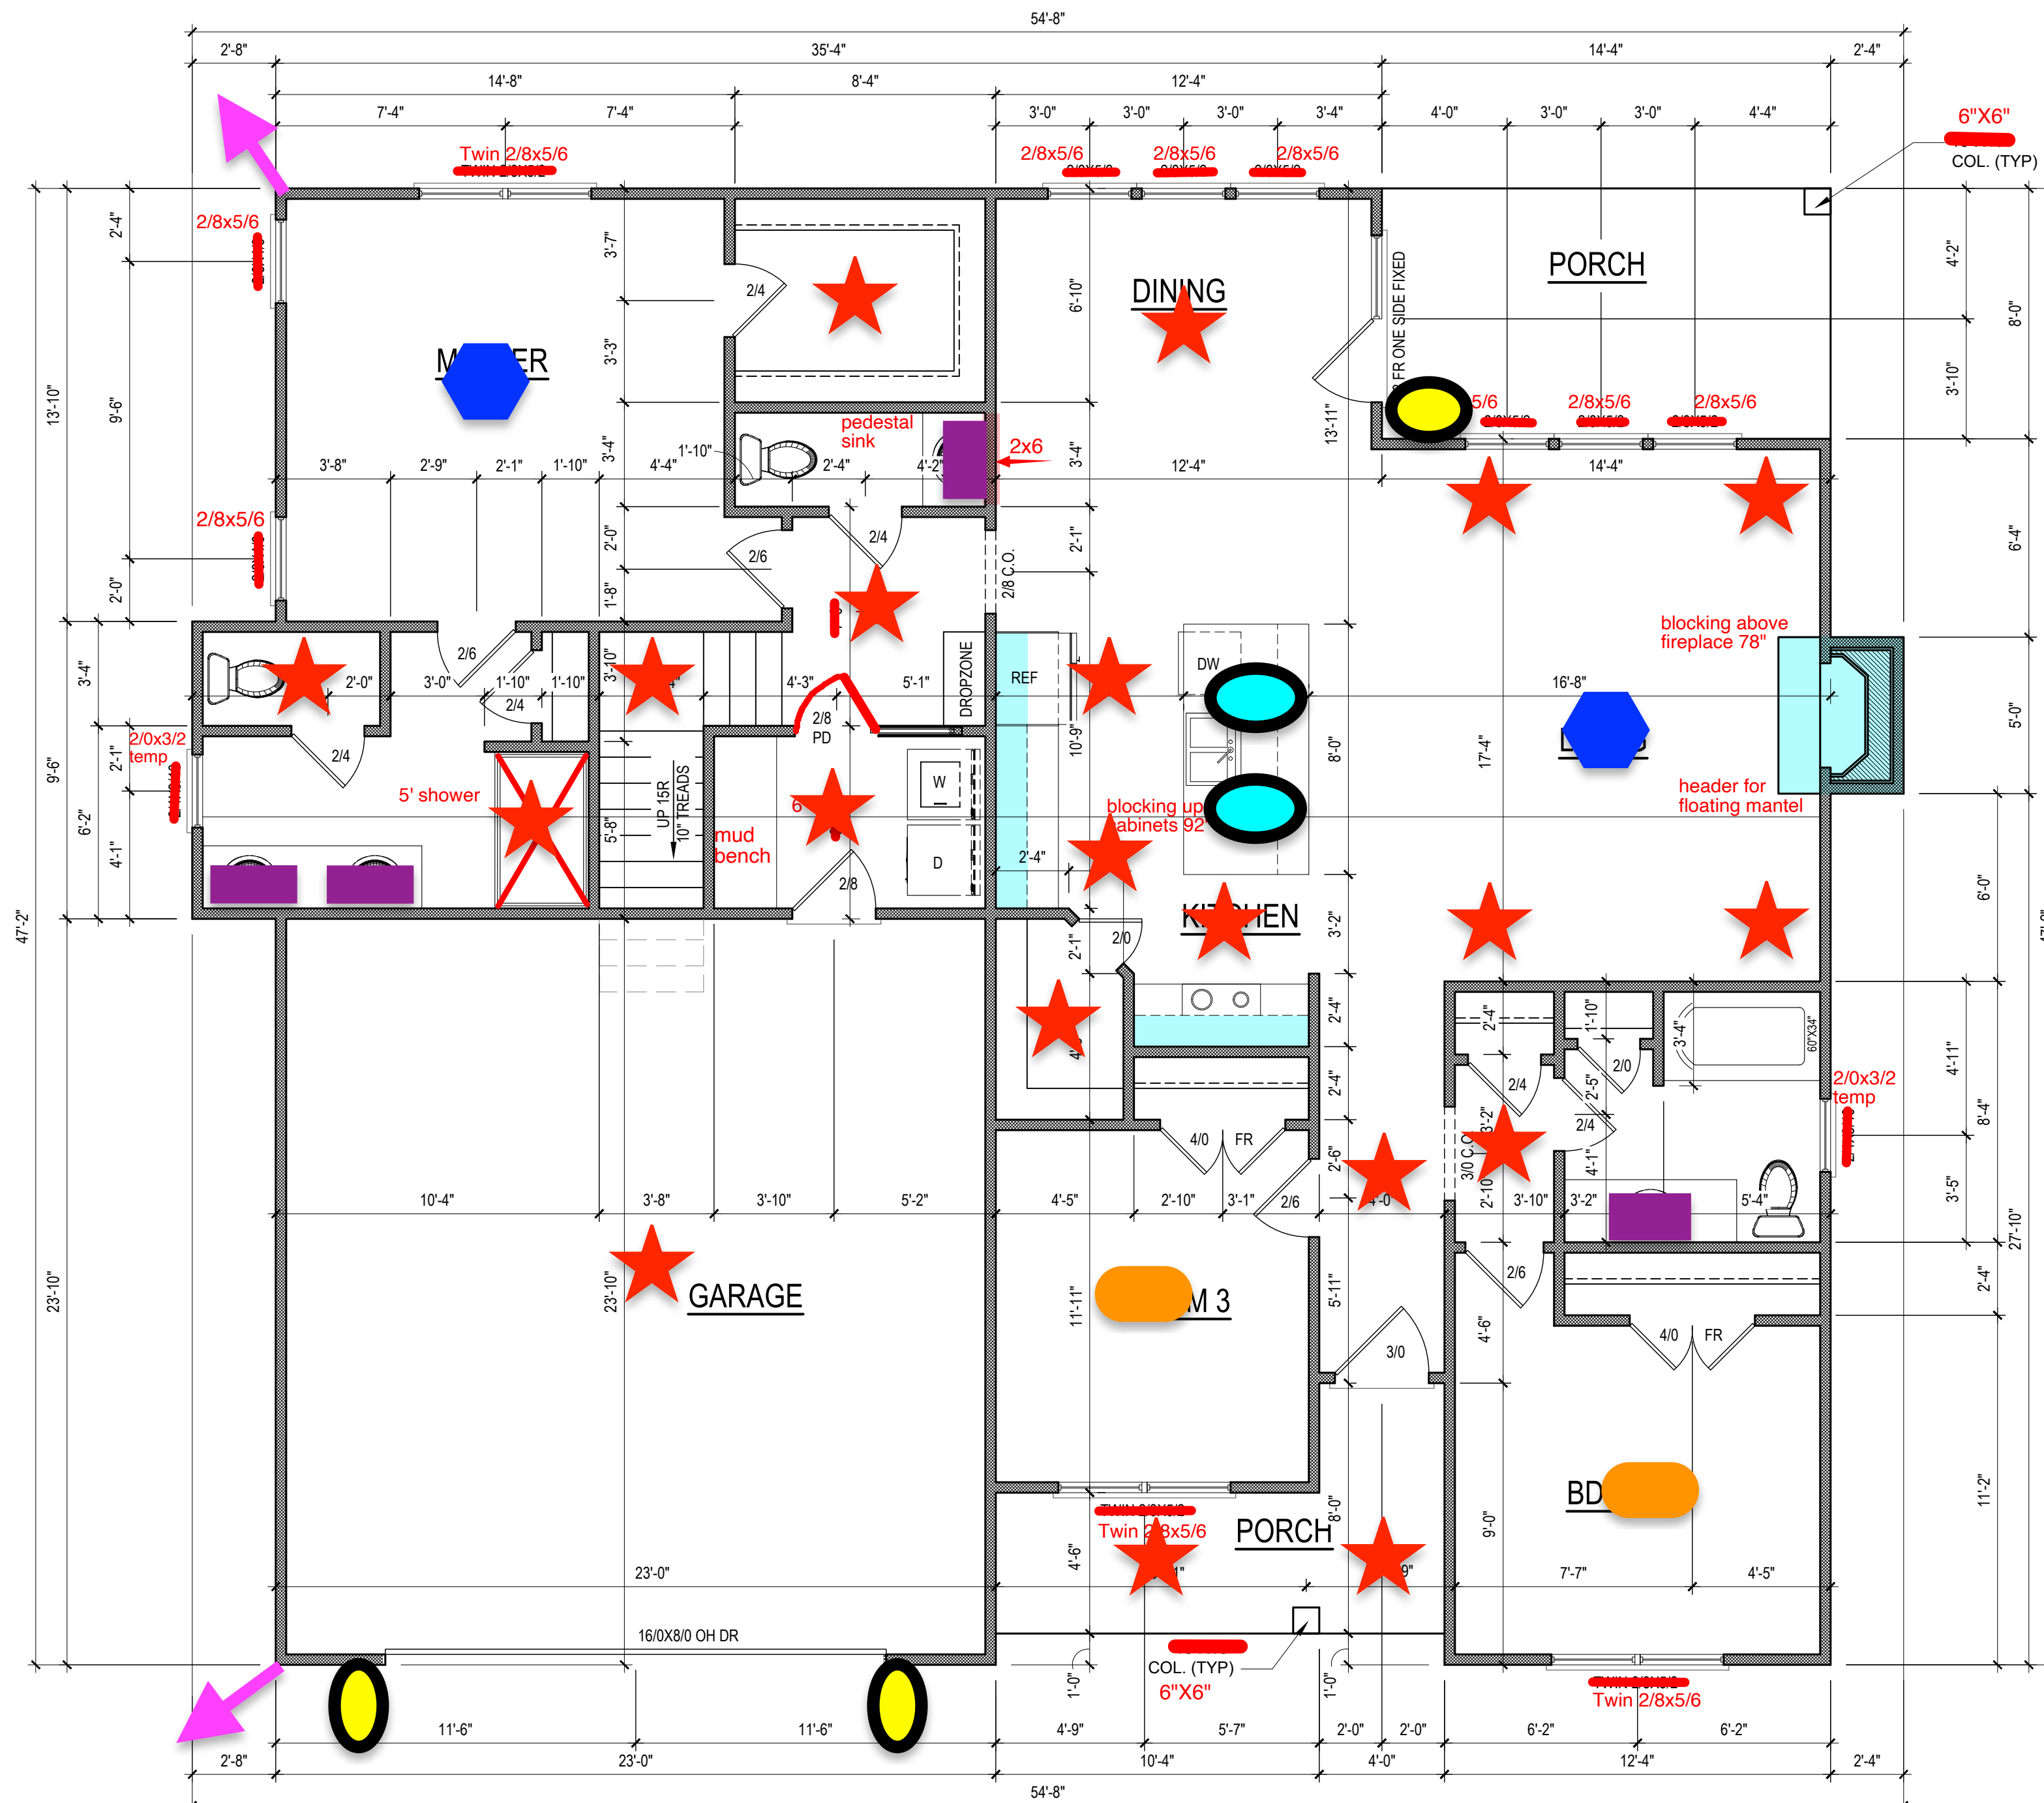 54'-8"
2'-8"
35'-4"
14'-4"
2'-4"
14'-8"
8'-4"
12'-4"
7'-4"
7'-4"
3'-0"
3'-0"
3'-0"
3'-4"
4'-0"
3'-0"
3'-0"
4'-4"
6"X6"
COL. (TYP)
Twin 2/8x5/6
2/8x5/6
2/8x5/6
2/8x5/6
2/8x5/6
2'-4"
9'-6"
2'-0"
13'-10"
3'-7"
3'-3"
3'-4"
2/4
DINING
6'-10"
FR ONE SIDE FIXED
PORCH
4'-2"
3'-10"
8'-0"
2/8x5/6
2/8x5/6
pedestal
sink
2x6
1'-10"
2'-4"
4'-2"
3'-4"
13'-11"
12'-4"
14'-4"
3'-8"
2'-9"
2'-1"
1'-10"
4'-4"
2/8x5/6
2'-0"
1'-8"
2/6
2/4
2/8 C.O.
2'-1"
6'-4"
blocking above
fireplace 78"
3'-4"
9'-6"
2'-0"
2/6
3'-0"
1'-10"
1'-10"
2/4
3'-10"
4'-3"
5'-1"
DROPZONE
REF
DW
16'-8"
5'-0"
2/8
PD
2/0x3/2
temp
2'-1"
6'-2"
4'-1"
2/4
5' shower
5'-8"
UP 15R
10" TREADS
mud
bench
W
D
2/8
10'-9"
8'-0"
17'-4"
blocking up
cabinets 92"
header for
floating mantel
2'-4"
6'-0"
47'-2"
KITCHEN
3'-2"
2/0
2'-1"
2'-4"
2'-4"
2'-4"
1'-10"
3'-4"
60"X34"
4'-11"
2/4
2/0
2'-5"
2/4
2/0x3/2
temp
8'-4"
3'-2"
3/0 C.O.
4'-1"
4/0
FR
2'-6"
2/6
10'-4"
3'-8"
3'-10"
5'-2"
4'-5"
2'-10"
3'-1"
2'-10"
3'-10"
3'-2"
5'-4"
3'-5"
27'-10"
23'-10"
23'-10"
GARAGE
11'-11"
M 3
5'-11"
2/6
2'-4"
4'-6"
4/0
FR
3/0
11'-2"
BD
8'-0"
9'-0"
Twin 2/8x5/6
PORCH
4'-6"
23'-0"
7'-7"
4'-5"
16/0X8/0 OH DR
COL. (TYP)
6"X6"
1'-0"
1'-0"
Twin 2/8x5/6
11'-6"
11'-6"
4'-9"
5'-7"
2'-0"
2'-0"
6'-2"
6'-2"
2'-8"
23'-0"
10'-4"
4'-0"
12'-4"
2'-4"
54'-8"